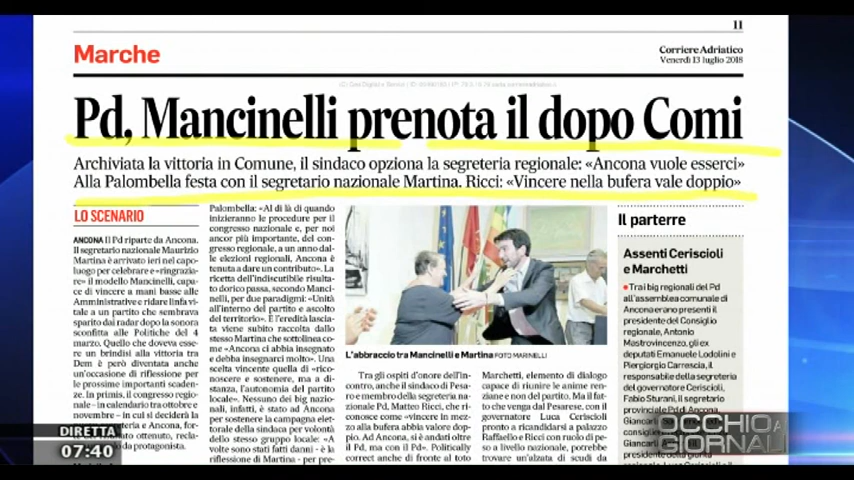 11
Marche
Corriere Adriatico
Venerdì 13 luglio 2018
Pd, Mancinelli prenota il dopo Comi
Archiviata la vittoria in Comune, il sindaco opziona la segreteria regionale: «Ancona vuole esserci»
Alla Palombella festa con il segretario nazionale Martina. Ricci: «Vincere nella bufera vale doppio»
LO SCENARIO
ANCONA Il Pd riparte da Ancona.
Il segretario nazionale Maurizio
Martina è arrivato ieri nel capo-
luogo per celebrare e «ringrazia-
re» il modello Mancinelli, capa-
ce di vincere a mani basse alle
Amministrative e ridare linfa vi-
tale a un partito che sembrava
sparito dai radar dopo la sonora
sconfitta alle Politiche del 4
marzo. Quello che doveva esse-
re un brindisi alla vittoria tra
Dem è però diventata anche
un'occasione di riflessione per
le prossime importanti scaden-
ze. In primis, il congresso regio-
nale - in calendario tra ottobre e
novembre - in cui si deciderà la
Palombella: «Al di là di quando
inizieranno le procedure per il
congresso nazionale e, per noi
ancor più importante, del con-
gresso regionale, a un anno dal-
le elezioni regionali, Ancona è
tenuta a dare un contributo». La
ricetta dell'indiscutibile risulta-
to dorico passa, secondo Manci-
nelli, per due paradigmi: «Unità
all'interno del partito e ascolto
del territorio». E l'eredità lascia-
ta viene subito raccolta dallo
stesso Martina che sottolinea co-
me «Ancona ci abbia insegnato
e debba insegnarci molto». Una
scelta vincente quella di «rico-
noscere e sostenere, ma a di-
stanza, l'autonomia del partito
locale». Nessuno dei big nazio-
nali, infatti, è stato ad Ancona
per sostenere la campagna elet-
torale della sindaca per volontà
dello stesso gruppo locale: «A
volte sono stati fatti danni - è la
riflessione di Martina - per pre-
L'abbraccio tra Mancinelli e Martina FOTO MARINELLI
Tra gli ospiti d'onore dell'in-
contro, anche il sindaco di Pesa-
ro e membro della segreteria na-
zionale Pd, Matteo Ricci, che ri-
conosce come «vincere in mez-
zo alla bufera abbia valore dop-
pio». Ad Ancona, si è andati oltre
il Pd, ma con il Pd». Politically
correct anche di fronte al toto
Marchetti, elemento di dialogo
capace di riunire le anime ren-
ziane e non del partito. Ma il fat-
to che venga dal Pesarese, con il
governatore Luca Ceriscioli
pronto a ricandidarsi a palazzo
Raffaello e Ricci con ruolo di pe-
so a livello nazionale, potrebbe
trovare un'alzata di scudi da
Il parterre
Assenti Ceriscioli
e Marchetti
Tra i big regionali del Pd
all'assemblea comunale di
Ancona erano presenti il
presidente del Consiglio
regionale, Antonio
Mastrovincenzo, gli ex
deputati Emanuele Lodolini e
Piergiorgio Carrescia, il
responsabile della segreteria
del governatore Ceriscioli,
Fabio Sturani, il segretario
provinciale Pd di Ancona
DIRETTA
07:40
OCCHIO AI
GIORNALI